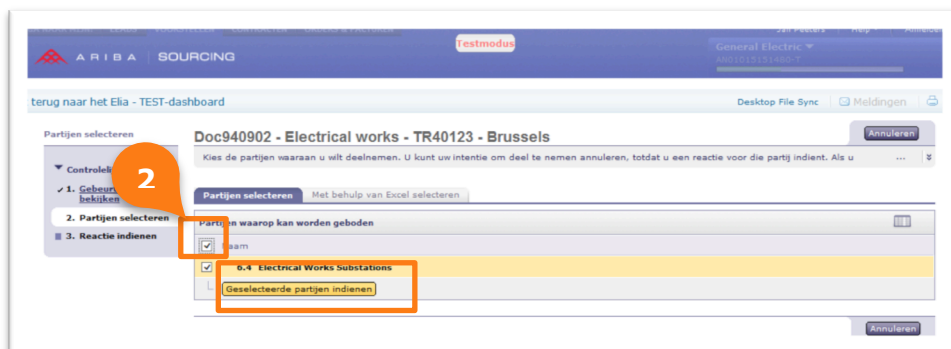 Testmodus
Help
ARIBA SOURCING
General Electric
terug naar het Elia - TEST-dashboard
Desktop File Sync
Meldingen
Partijen selecteren
Doc940902 - Electrical works - TR40123 - Brussels
Annuleren
Kies de partijen waaraan u wilt deelnemen. U kunt uw intentie om deel te nemen annuleren, totdat u een reactie voor die partij indient. Als u ...
2
1.
bekijken
2. Partijen selecteren
3. Reactie indienen
Partijen selecteren
Met behulp van Excel selecteren
Partijen waarop kan worden geboden
Naam
6.4 Electrical Works Substations
Geselecteerde partijen indienen
Annuleren